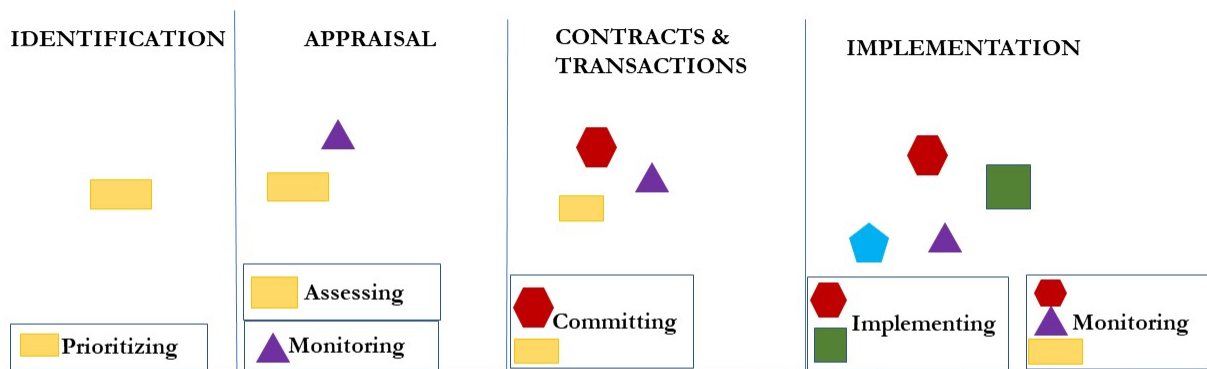 IDENTIFICATION
APPRAISAL
CONTRACTS &
TRANSACTIONS
IMPLEMENTATION
Prioritizing
Assessing
Monitoring
Committing
Implementing
Monitoring